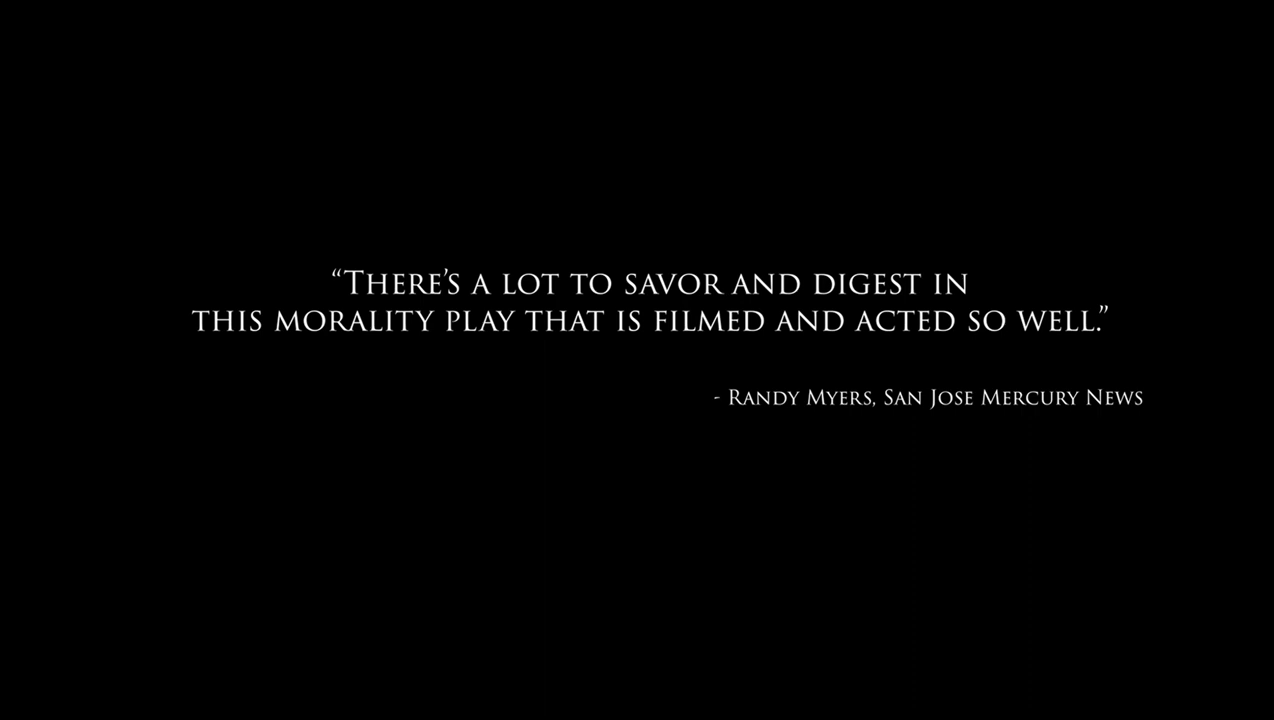 “There’s a lot to savor and digest in
this morality play that is filmed and acted so well.”
- Randy Myers, San Jose Mercury News